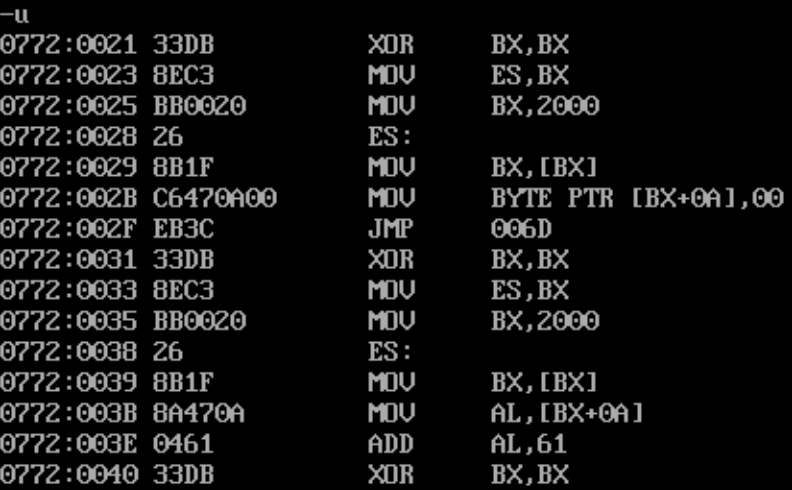 -u
0772:0021 33DB XOR BX,BX
0772:0023 8EC3 MOV ES,BX
0772:0025 BB0020 MOV BX,2000
0772:0028 26 ES:
0772:0029 8B1F MOV BX,[BX]
0772:002B C6470A00 MOV BYTE PTR [BX+0A],00
0772:002F EB3C JMP 006D
0772:0031 33DB XOR BX,BX
0772:0033 8EC3 MOV ES,BX
0772:0035 BB0020 MOV BX,2000
0772:0038 26 ES:
0772:0039 8B1F MOV BX,[BX]
0772:003B 8A470A MOV AL,[BX+0A]
0772:003E 0461 ADD AL,61
0772:0040 33DB XOR BX,BX